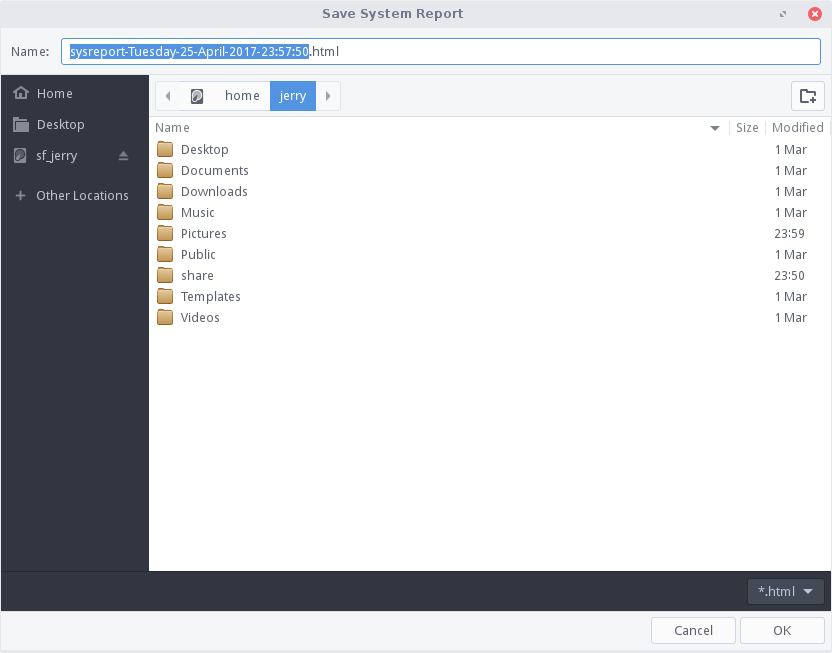 Save System Report
Name: sysreport-Tuesday-25-April-2017-23:57:50.html
Home
Desktop
sf_jerry
Other Locations
home jerry
Name Size Modified
Desktop 1 Mar
Documents 1 Mar
Downloads 1 Mar
Music 1 Mar
Pictures 23:59
Public 1 Mar
share 23:50
Templates 1 Mar
Videos 1 Mar
*.html
Cancel OK